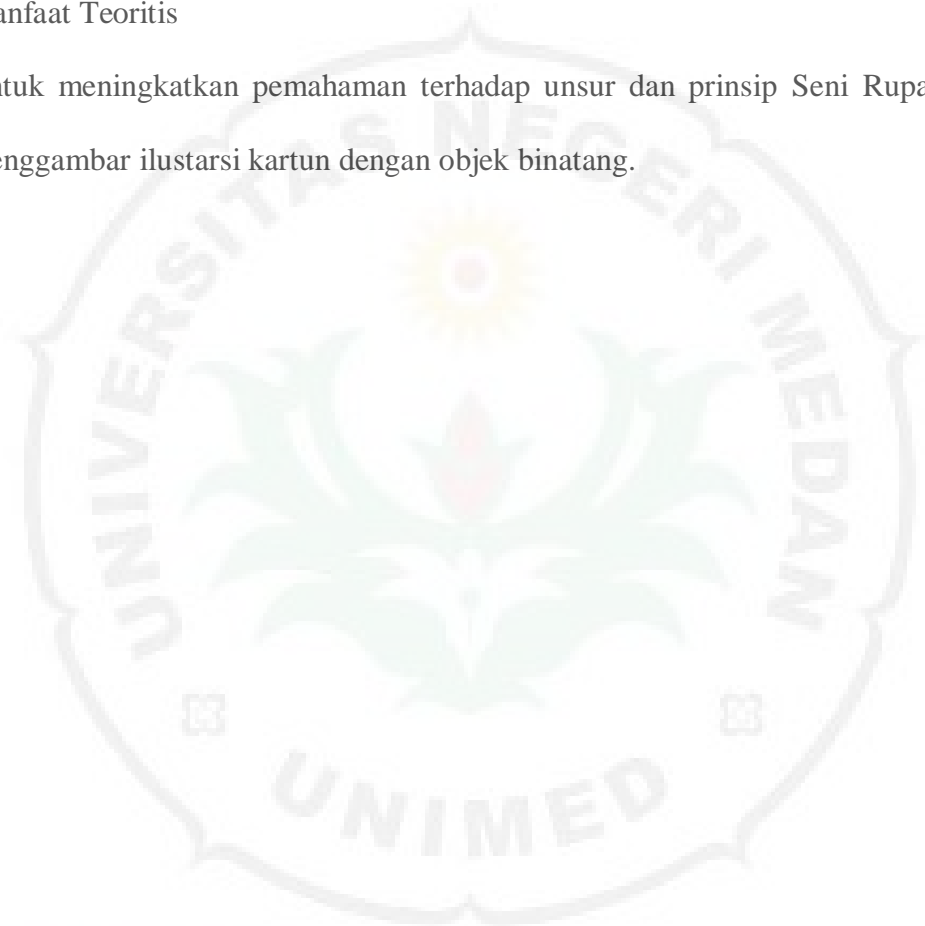 anfaat Teoritis
ntuk meningkatkan pemahaman terhadap unsur dan prinsip Seni Rupa
enggambar ilustarsi kartun dengan objek binatang.
UNIVERSITAS NEGERI MEDAN
UNIMED